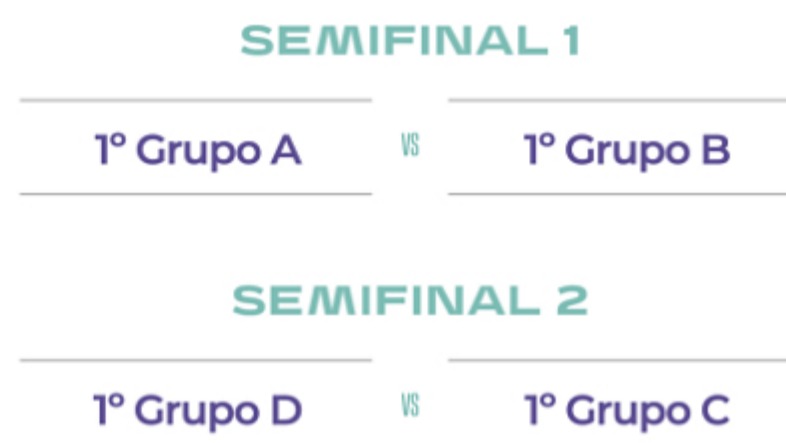 SEMIFINAL 1
1º Grupo A VS 1º Grupo B
SEMIFINAL 2
1º Grupo D VS 1º Grupo C